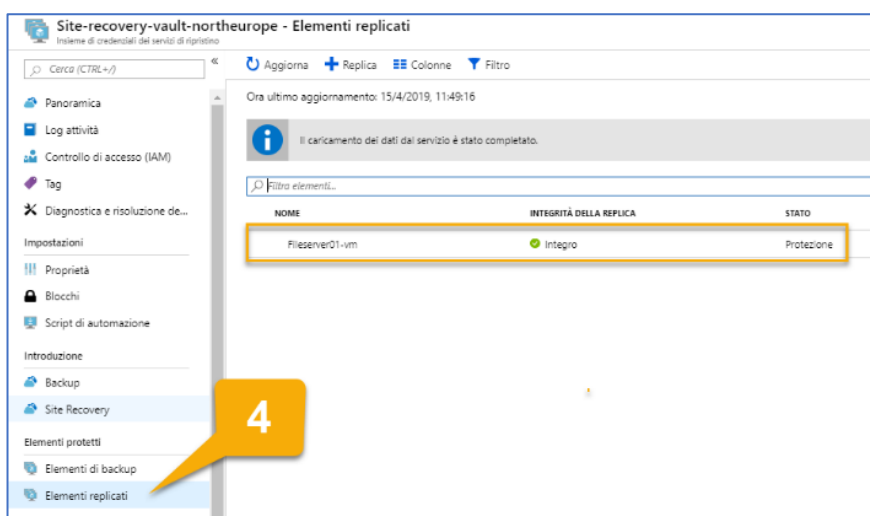 Site-recovery-vault-northeurope - Elementi replicati
Insieme di credenziali dei servizi di ripristino
Cerca (CTRL+/)
«
Aggiorna
Replica
Colonne
Filtro
Panoramica
Log attività
Controllo di accesso (IAM)
Tag
Diagnostica e risoluzione de...
Impostazioni
Proprietà
Blocchi
Script di automazione
Introduzione
Backup
Site Recovery
Elementi protetti
Elementi di backup
Elementi replicati
Ora ultimo aggiornamento: 15/4/2019, 11:49:16
Il caricamento dei dati dal servizio è stato completato.
Filtra elementi...
NOME INTEGRITÀ DELLA REPLICA STATO
Fileserver01-vm Integro Protezione
4